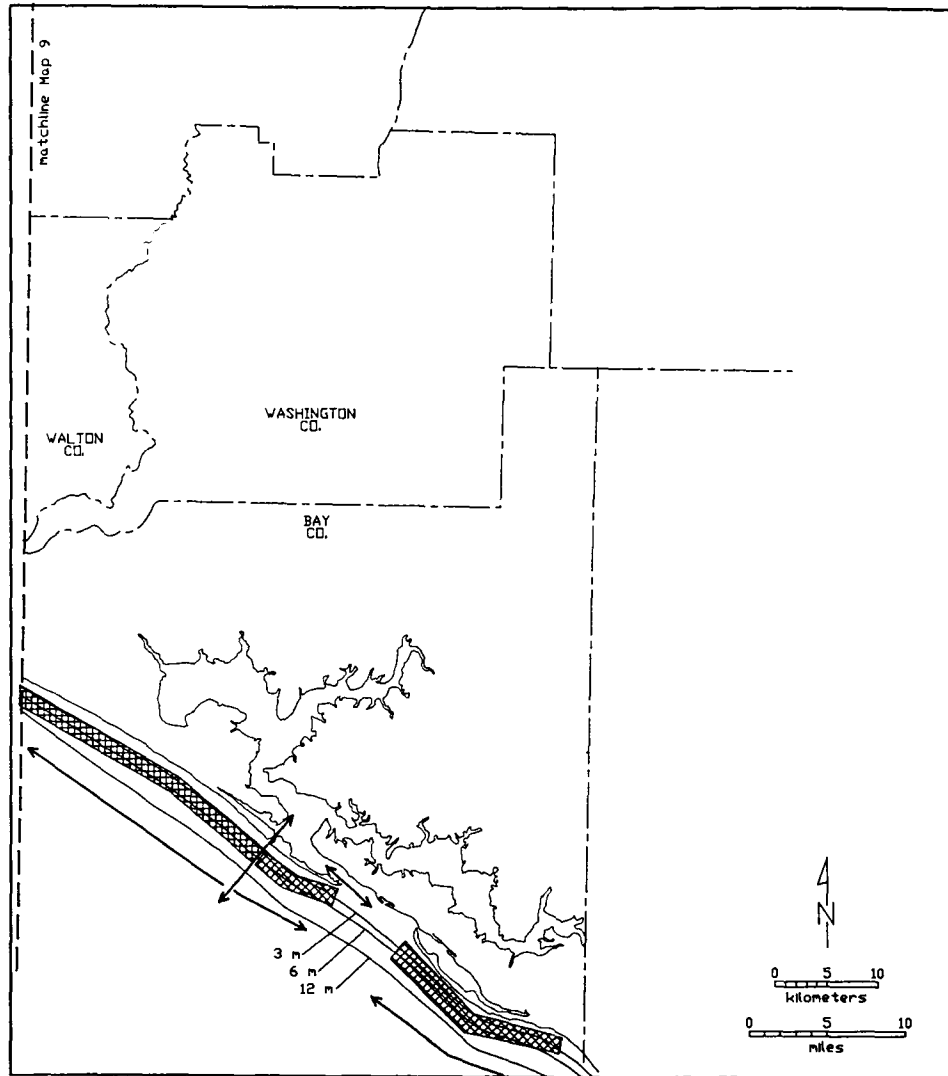 matchline Map 9
WASHINGTON
CO.
WALTON
CO.
BAY
CO.
3 m
6 m
12 m
N
0 5 10
kilometers
0 5 10
miles